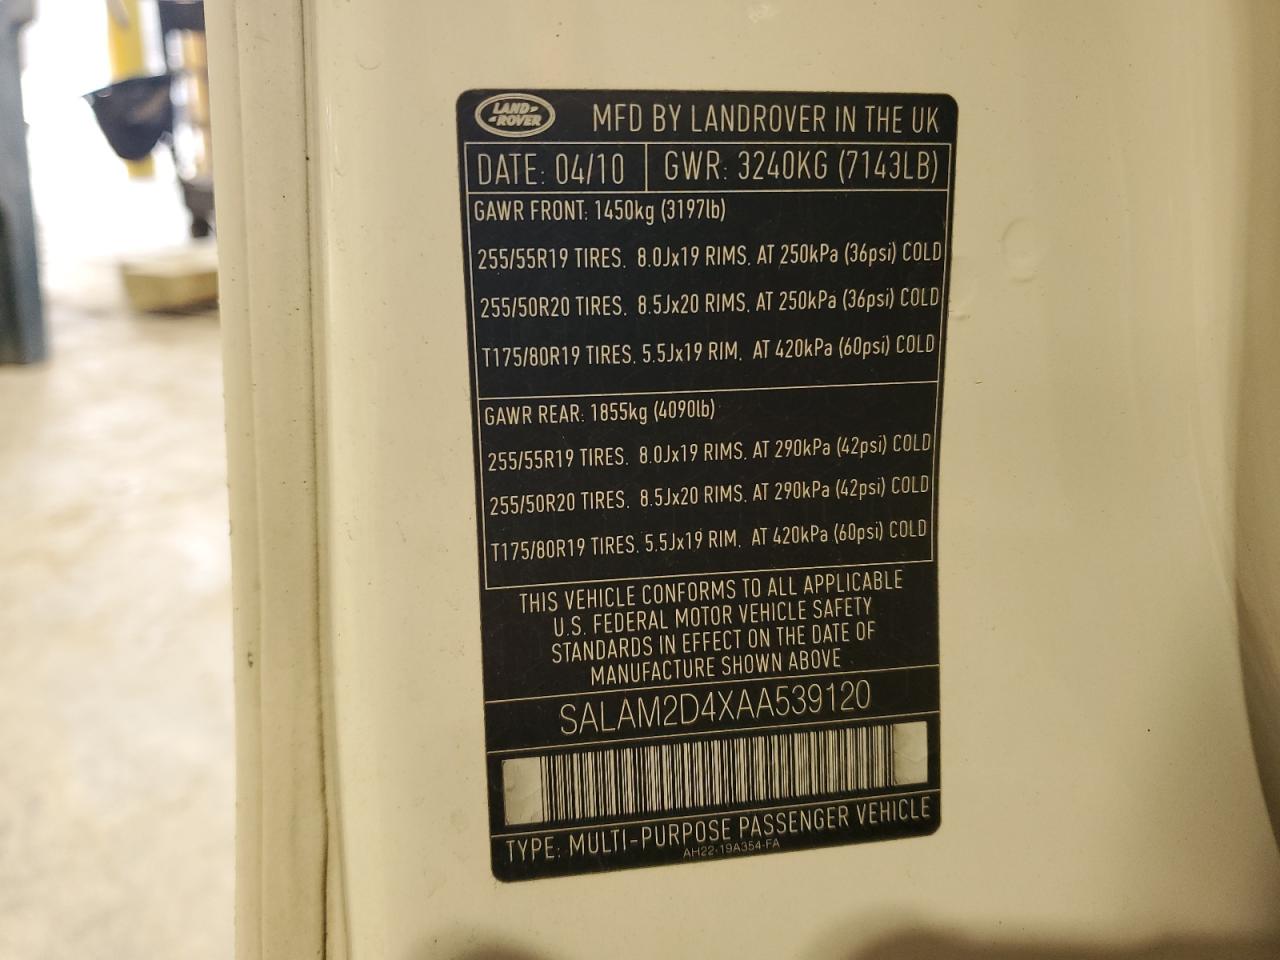 LAND-
-ROVER
MFD BY LANDROVER IN THE UK
DATE: 04/10 GWR: 3240KG (7143LB)
GAWR FRONT: 1450kg (3197lb)
255/55R19 TIRES. 8.0Jx19 RIMS. AT 250kPa (36psi) COLD
255/50R20 TIRES. 8.5Jx20 RIMS. AT 250kPa (36psi) COLD
T175/80R19 TIRES. 5.5Jx19 RIM. AT 420kPa (60psi) COLD
GAWR REAR: 1855kg (4090lb)
255/55R19 TIRES. 8.0Jx19 RIMS. AT 290kPa (42psi) COLD
255/50R20 TIRES. 8.5Jx20 RIMS. AT 290kPa (42psi) COLD
T175/80R19 TIRES. 5.5Jx19 RIM. AT 420kPa (60psi) COLD
THIS VEHICLE CONFORMS TO ALL APPLICABLE
U.S. FEDERAL MOTOR VEHICLE SAFETY
STANDARDS IN EFFECT ON THE DATE OF
MANUFACTURE SHOWN ABOVE
SALAM2D4XAA539120
TYPE: MULTI-PURPOSE PASSENGER VEHICLE
AH22-19A354-FA